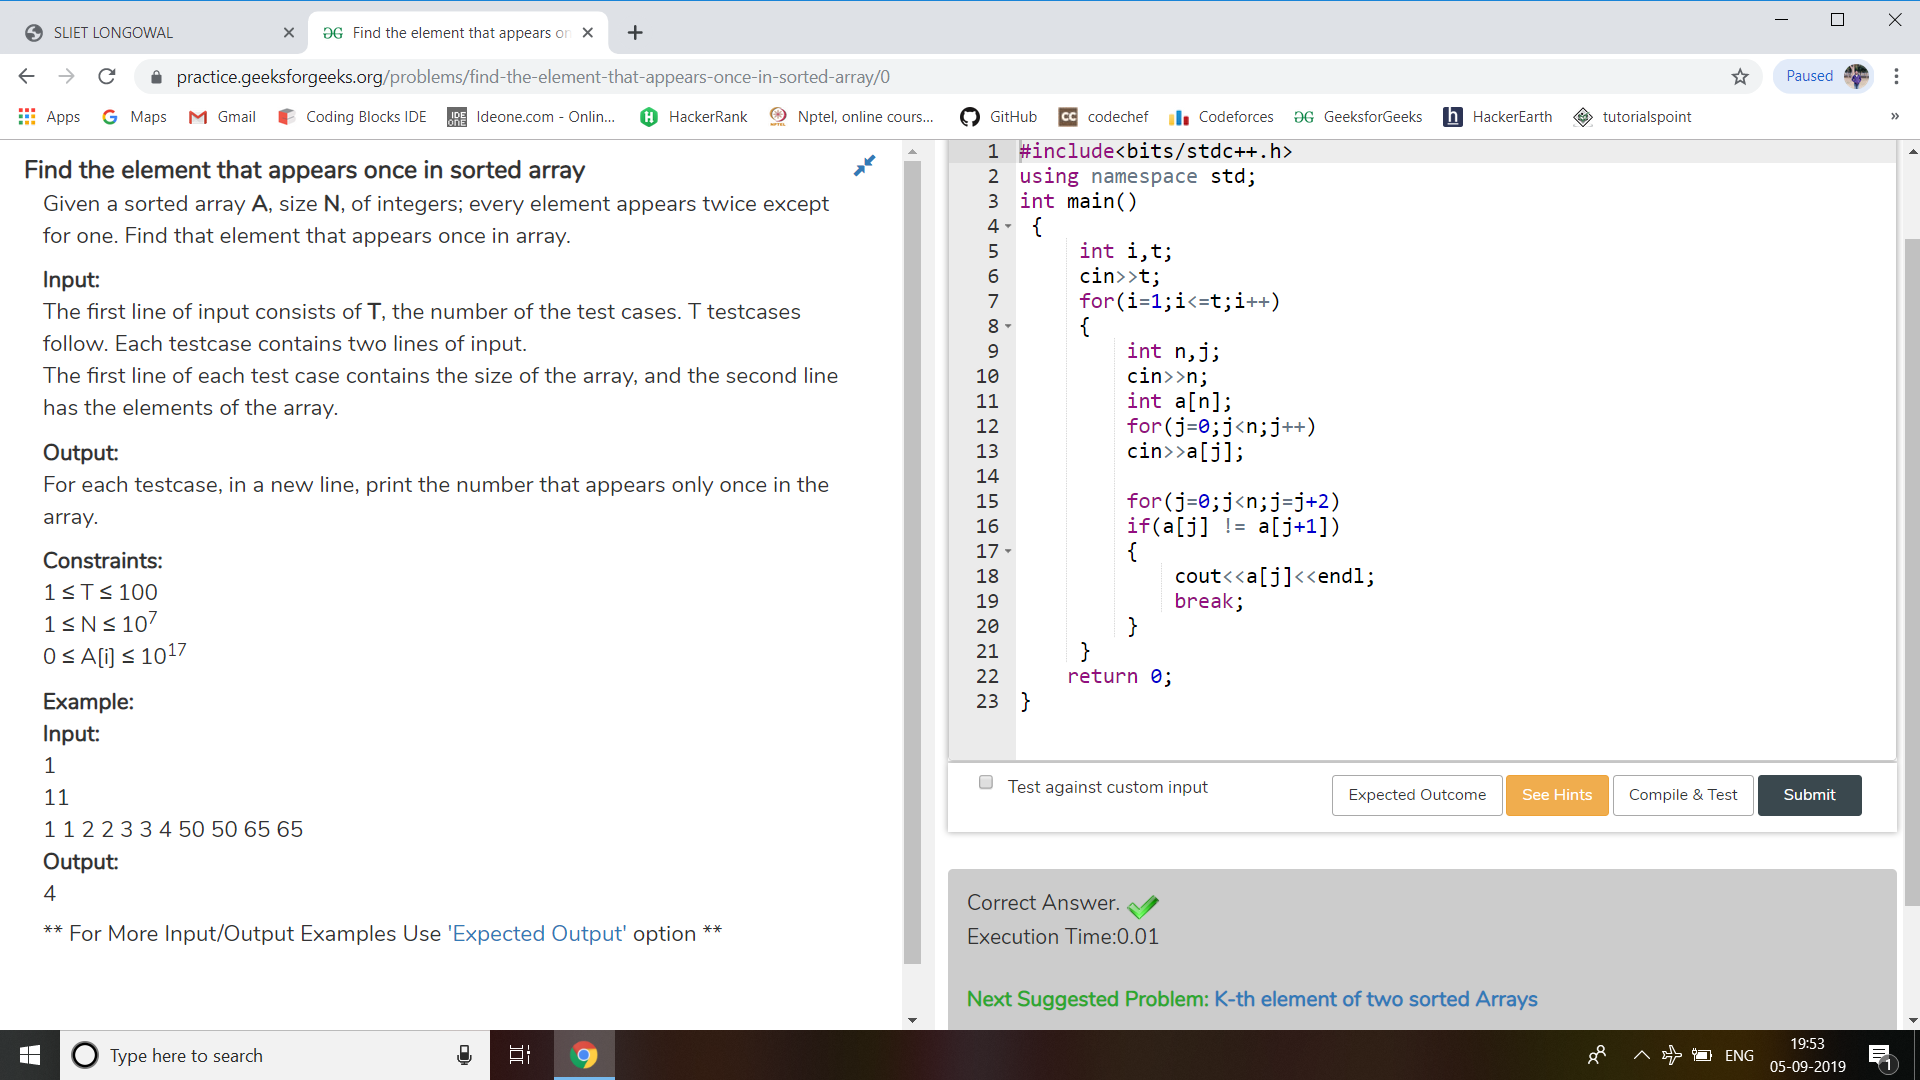 SLIET LONGOWAL
Find the element that appears on
practice.geeksforgeeks.org/problems/find-the-element-that-appears-once-in-sorted-array/0
Paused
Apps Maps Gmail Coding Blocks IDE Ideone.com - Onlin... HackerRank Nptel, online cours... GitHub codechef Codeforces GeeksforGeeks HackerEarth tutorialspoint »
Find the element that appears once in sorted array
Given a sorted array A, size N, of integers; every element appears twice except
for one. Find that element that appears once in array.
Input:
The first line of input consists of T, the number of the test cases. T testcases
follow. Each testcase contains two lines of input.
The first line of each test case contains the size of the array, and the second line
has the elements of the array.
Output:
For each testcase, in a new line, print the number that appears only once in the
array.
Constraints:
1 ≤ T ≤ 100
1 ≤ N ≤ 10⁷
0 ≤ A[i] ≤ 10¹⁷
Example:
Input:
1
11
1 1 2 2 3 3 4 50 50 65 65
Output:
4
** For More Input/Output Examples Use 'Expected Output' option **
1 #include<bits/stdc++.h>
2 using namespace std;
3 int main()
4 {
5 int i,t;
6 cin>>t;
7 for(i=1;i<=t;i++)
8 {
9 int n,j;
10 cin>>n;
11 int a[n];
12 for(j=0;j<n;j++)
13 cin>>a[j];
14
15 for(j=0;j<n;j=j+2)
16 if(a[j] != a[j+1])
17 {
18 cout<<a[j]<<endl;
19 break;
20 }
21 }
22 return 0;
23 }
Test against custom input
Expected Outcome
See Hints
Compile & Test
Submit
Correct Answer.
Execution Time:0.01
Next Suggested Problem: K-th element of two sorted Arrays
Type here to search
ENG
19:53
05-09-2019
1